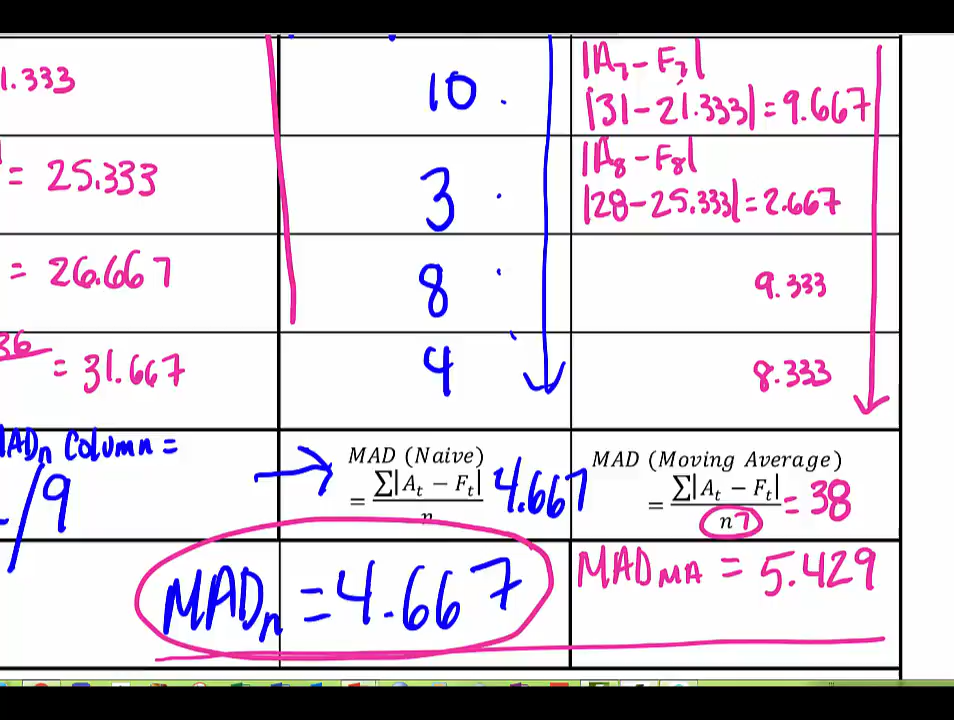 1.333
10
|A7 - F7|
|31 - 21.333| = 9.667
= 25.333
3
|A8 - F8|
|28 - 25.333| = 2.667
= 26.667
8
9.333
36
= 31.667
4
8.333
MADn Column =
/9
MAD (Naive)
= ∑|At − Ft| / n
4.667
MAD (Moving Average)
= ∑|At − Ft| / n 7 = 38
MADn = 4.667
MADMA = 5.429